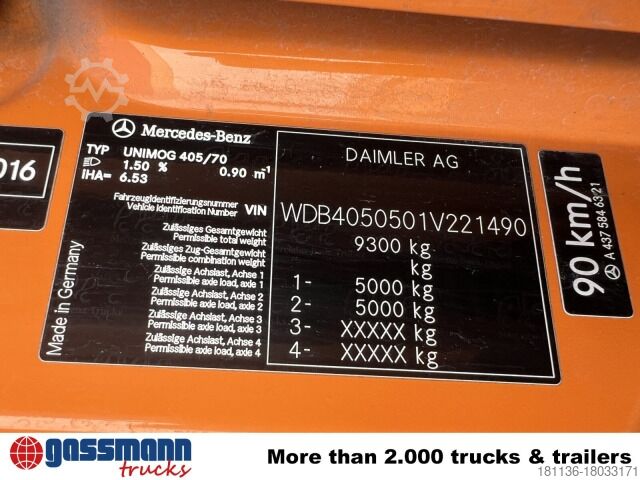 016
Mercedes-Benz
TYP UNIMOG 405/70
1.50 % 0.90 m¹
IHA= 6.53
Fahrzeugidentifizierungsnummer
Vehicle Identification Number VIN
Zulässiges Gesamtgewicht
Permissible total weight
Zulässiges Zug-Gesamtgewicht
Permissible combination weight
Zulässige Achslast, Achse 1
Permissible axle load, axle 1
Zulässige Achslast, Achse 2
Permissible axle load, axle 2
Zulässige Achslast, Achse 3
Permissible axle load, axle 3
Zulässige Achslast, Achse 4
Permissible axle load, axle 4
Made in Germany
DAIMLER AG
WDB4050501V221490
9300 kg
kg
1- 5000 kg
2- 5000 kg
3- XXXXX kg
4- XXXXX kg
90 km/h
A 437 584 63 21
gassmann
trucks
More than 2.000 trucks & trailers
181136-18033171